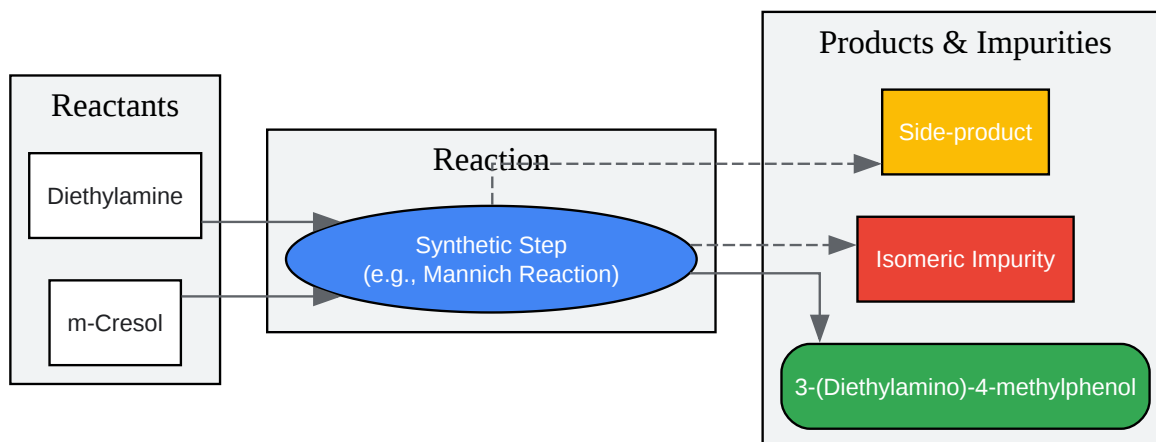 Reactants
Diethylamine
m-Cresol
Reaction
Synthetic Step
(e.g., Mannich Reaction)
Products & Impurities
Side-product
Isomeric Impurity
3-(Diethylamino)-4-methylphenol